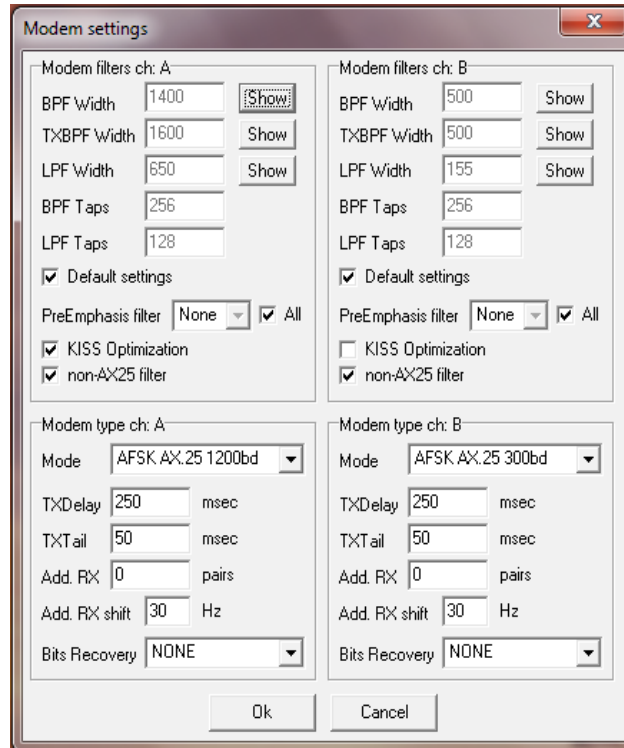 Modem settings
Modem filters ch: A
BPF Width 1400 Show
TXBPF Width 1600 Show
LPF Width 650 Show
BPF Taps 256
LPF Taps 128
Default settings
PreEmphasis filter None All
KISS Optimization
non-AX25 filter
Modem filters ch: B
BPF Width 500 Show
TXBPF Width 500 Show
LPF Width 155 Show
BPF Taps 256
LPF Taps 128
Default settings
PreEmphasis filter None All
KISS Optimization
non-AX25 filter
Modem type ch: A
Mode AFSK AX.25 1200bd
TXDelay 250 msec
TXTail 50 msec
Add. RX 0 pairs
Add. RX shift 30 Hz
Bits Recovery NONE
Modem type ch: B
Mode AFSK AX.25 300bd
TXDelay 250 msec
TXTail 50 msec
Add. RX 0 pairs
Add. RX shift 30 Hz
Bits Recovery NONE
Ok Cancel